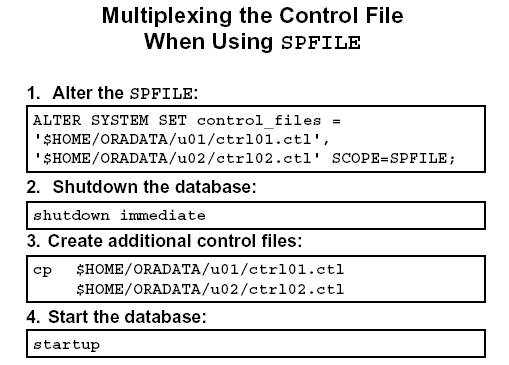 Multiplexing the Control File
When Using SPFILE
1. Alter the SPFILE:
ALTER SYSTEM SET control_files =
'$HOME/ORADATA/u01/ctrl01.ctl',
'$HOME/ORADATA/u02/ctrl02.ctl' SCOPE=SPFILE;
2. Shutdown the database:
shutdown immediate
3. Create additional control files:
cp $HOME/ORADATA/u01/ctrl01.ctl
$HOME/ORADATA/u02/ctrl02.ctl
4. Start the database:
startup